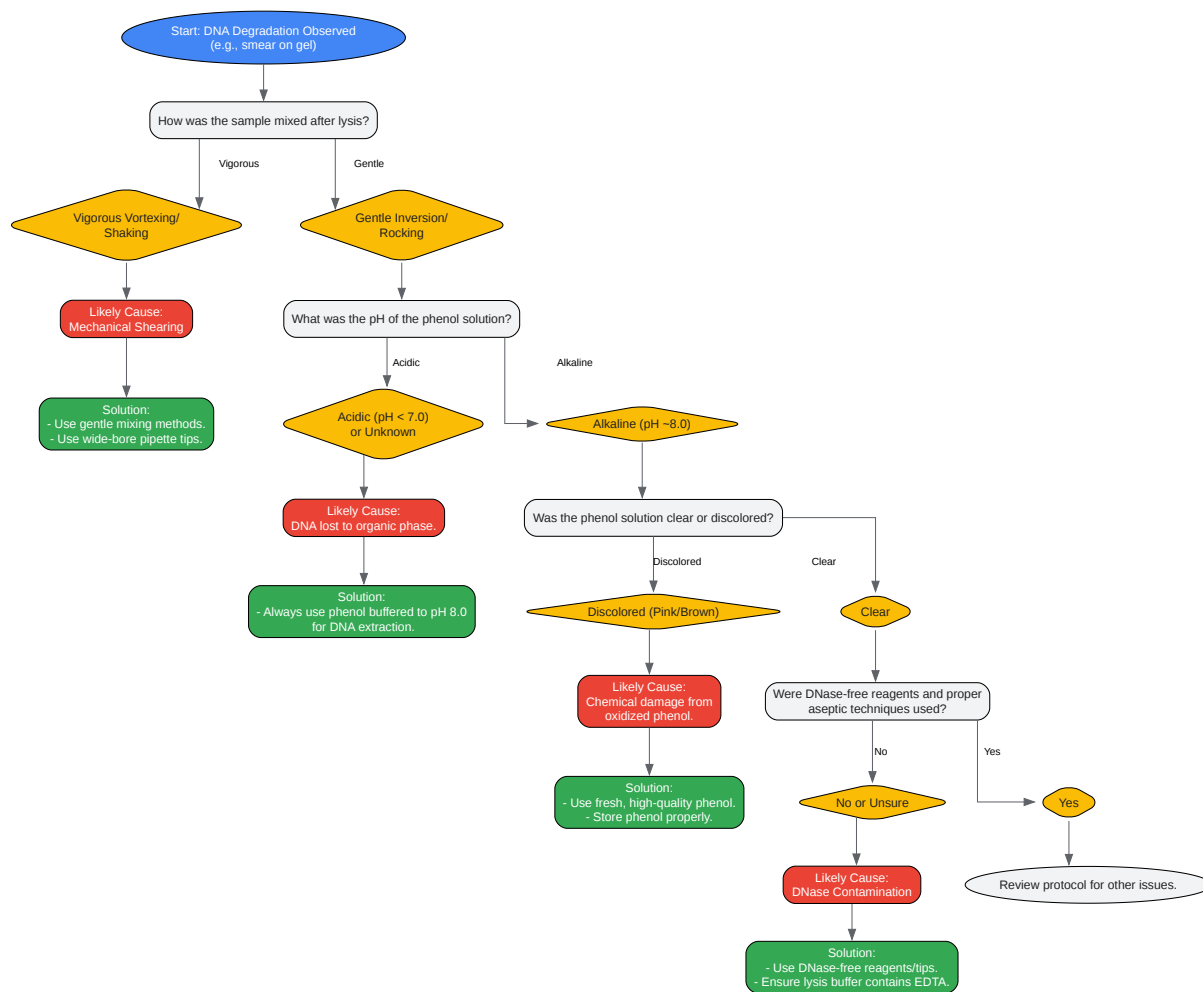 Start: DNA Degradation Observed
(e.g., smear on gel)
How was the sample mixed after lysis?
Vigorous
Gentle
Vigorous Vortexing/
Shaking
Gentle Inversion/
Rocking
Likely Cause:
Mechanical Shearing
What was the pH of the phenol solution?
Acidic
Alkaline
Solution:
- Use gentle mixing methods.
- Use wide-bore pipette tips.
Acidic (pH < 7.0)
or Unknown
Alkaline (pH ~8.0)
Likely Cause:
DNA lost to organic phase.
Was the phenol solution clear or discolored?
Discolored
Clear
Solution:
- Always use phenol buffered to pH 8.0
for DNA extraction.
Discolored (Pink/Brown)
Clear
Likely Cause:
Chemical damage from
oxidized phenol.
Were DNase-free reagents and proper
aseptic techniques used?
No
Yes
Solution:
- Use fresh, high-quality phenol.
- Store phenol properly.
No or Unsure
Yes
Likely Cause:
DNase Contamination
Review protocol for other issues.
Solution:
- Use DNase-free reagents/tips.
- Ensure lysis buffer contains EDTA.